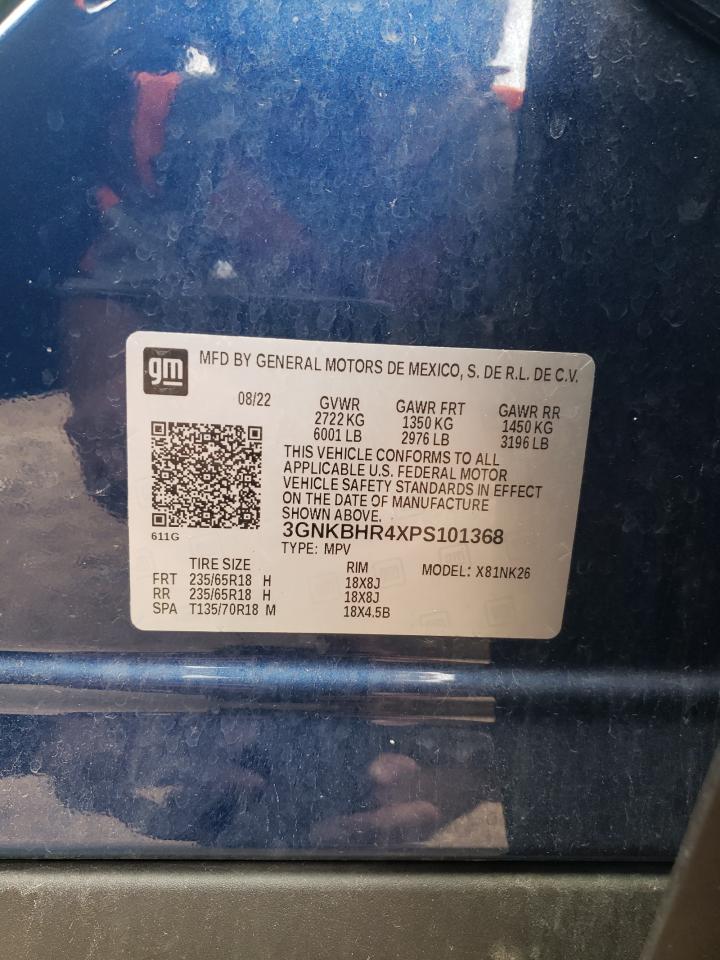 gm MFD BY GENERAL MOTORS DE MEXICO, S. DE R.L. DE C.V.
08/22 GVWR GAWR FRT GAWR RR
2722 KG 1350 KG 1450 KG
6001 LB 2976 LB 3196 LB
THIS VEHICLE CONFORMS TO ALL
APPLICABLE U.S. FEDERAL MOTOR
VEHICLE SAFETY STANDARDS IN EFFECT
ON THE DATE OF MANUFACTURE
SHOWN ABOVE.
611G 3GNKBHR4XPS101368
TYPE: MPV
TIRE SIZE RIM MODEL: X81NK26
FRT 235/65R18 H 18X8J
RR 235/65R18 H 18X8J
SPA T135/70R18 M 18X4.5B